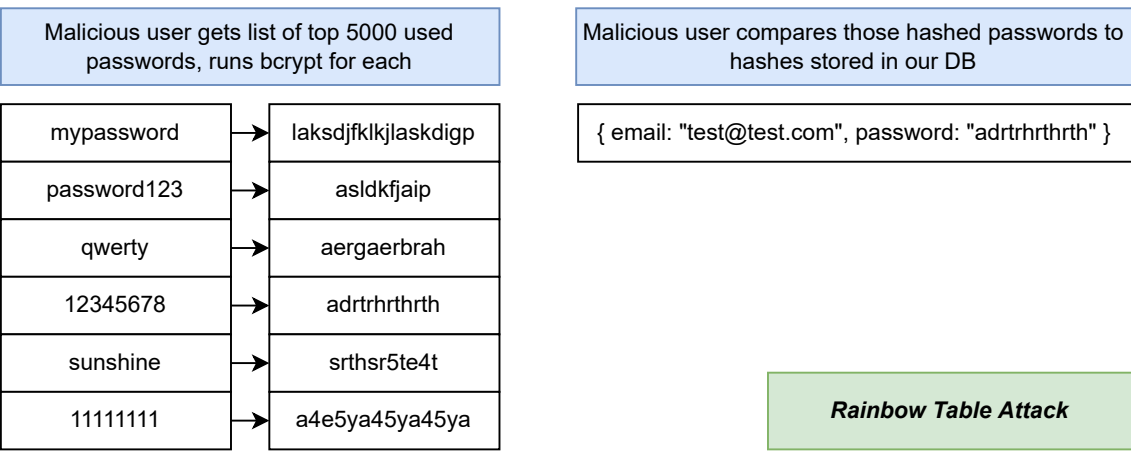 Malicious user gets list of top 5000 used
passwords, runs bcrypt for each
Malicious user compares those hashed passwords to
hashes stored in our DB
mypassword
laksdjfklkjlaskdigp
{ email: "test@test.com", password: "adrtrhrthrth" }
password123
asldkfjaip
qwerty
aergaerbrah
12345678
adrtrhrthrth
sunshine
srthsr5te4t
11111111
a4e5ya45ya45ya
Rainbow Table Attack